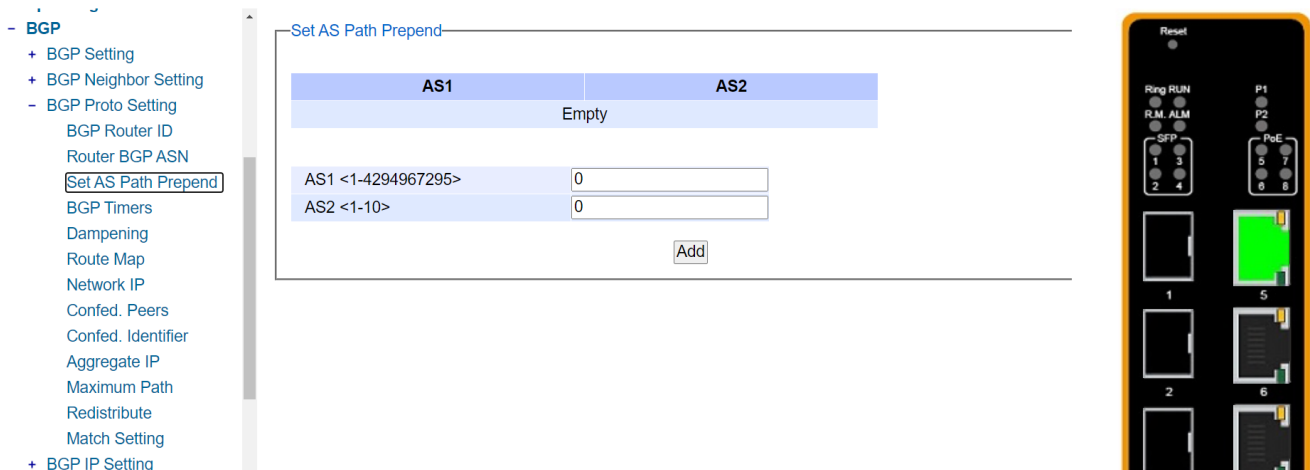 - BGP
+ BGP Setting
+ BGP Neighbor Setting
- BGP Proto Setting
BGP Router ID
Router BGP ASN
Set AS Path Prepend
BGP Timers
Dampening
Route Map
Network IP
Confed. Peers
Confed. Identifier
Aggregate IP
Maximum Path
Redistribute
Match Setting
+ BGP IP Setting
Set AS Path Prepend
AS1 AS2
Empty
AS1 <1-4294967295> 0
AS2 <1-10> 0
Add
Reset
Ring RUN P1
R.M. ALM P2
SFP PoE
1 3 5 7
2 4 6 8
1 5
2 6